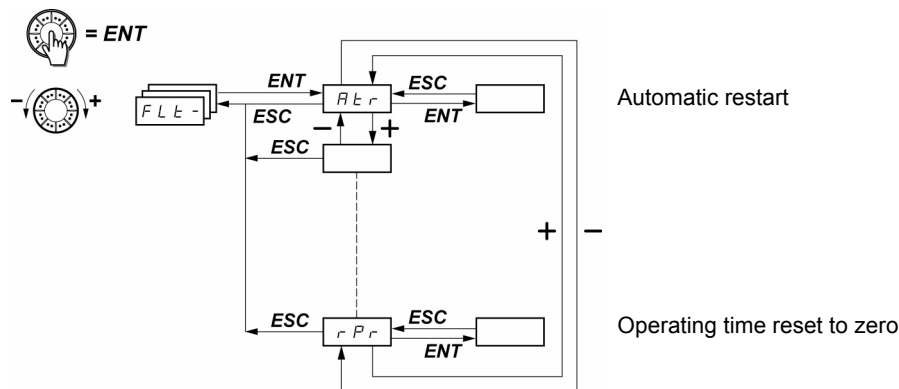 = ENT
- +
FLt-
ENT
ESC
Atr
ESC
ENT
Automatic restart
- +
ESC
+ -
ESC
rPr
ESC
ENT
Operating time reset to zero